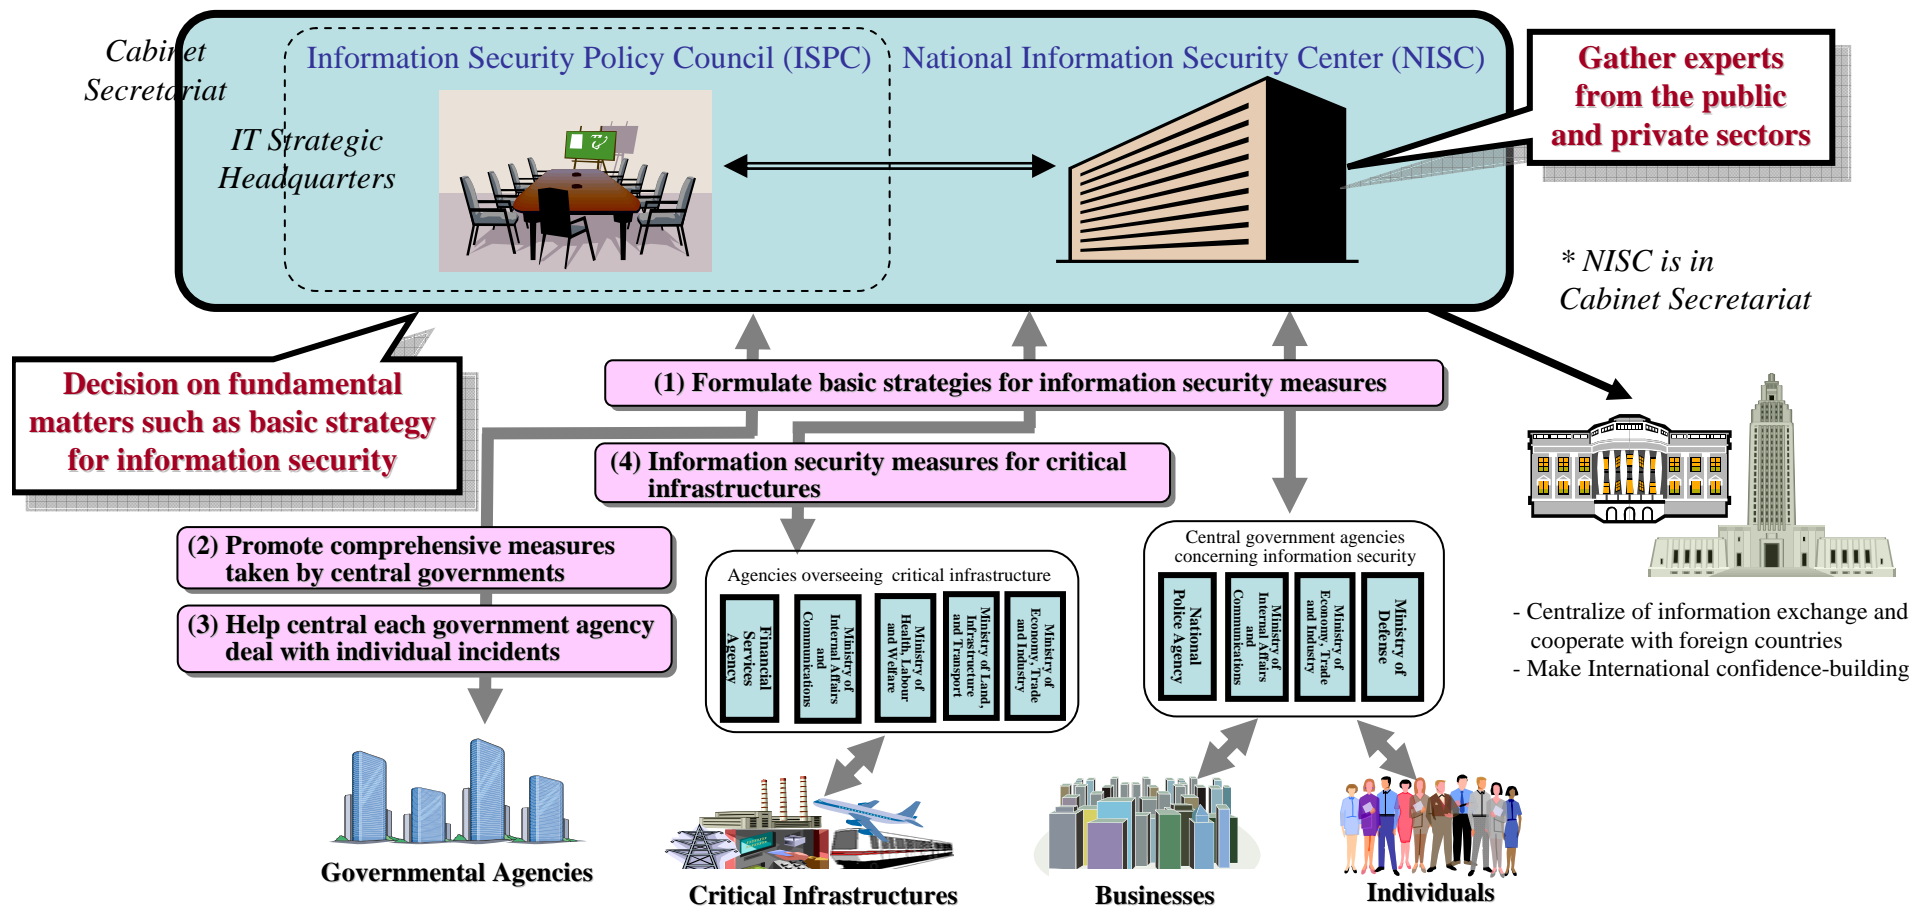 Cabinet
Secretariat
Information Security Policy Council (ISPC)
National Information Security Center (NISC)
IT Strategic
Headquarters
Gather experts
from the public
and private sectors
* NISC is in
Cabinet Secretariat
Decision on fundamental
matters such as basic strategy
for information security
(1) Formulate basic strategies for information security measures
(4) Information security measures for critical
infrastructures
(2) Promote comprehensive measures
taken by central governments
(3) Help central each government agency
deal with individual incidents
Agencies overseeing critical infrastructure
Financial
Services
Agency
Ministry of
Internal Affairs
and
Communications
Ministry of
Health, Labour
and Welfare
Ministry of Land,
Infrastructure
and Transport
Ministry of
Economy, Trade
and Industry
Central government agencies
concerning information security
National
Police Agency
Ministry of
Internal Affairs and
Communications
Ministry of
Economy, Trade
and Industry
Ministry of
Defense
- Centralize of information exchange and
cooperate with foreign countries
- Make International confidence-building
Governmental Agencies
Critical Infrastructures
Businesses
Individuals